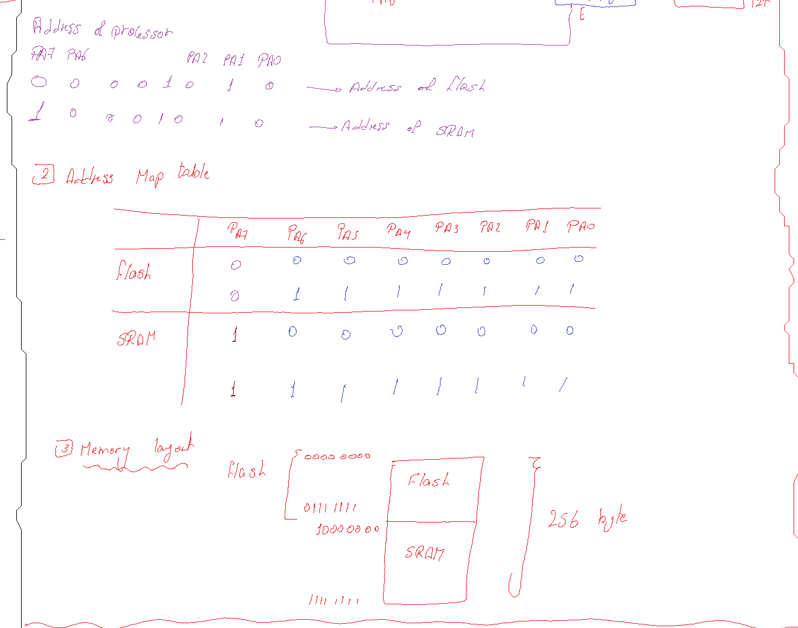 E
Address of processor
PA7 PA6 PA2 PA1 PA0
0 0 0 0 1 0 1 0 → Address of Flash
1 0 0 0 1 0 1 0 → Address of SRAM
2 Address Map table
PA7 PA6 PA5 PA4 PA3 PA2 PA1 PA0
Flash 0 0 0 0 0 0 0 0
0 1 1 1 1 1 1 1
SRAM 1 0 0 0 0 0 0 0
1 1 1 1 1 1 1 1
3 Memory layout
Flash
0000 0000
Flash
01111111
10000000
256 byte
SRAM
1111 1111